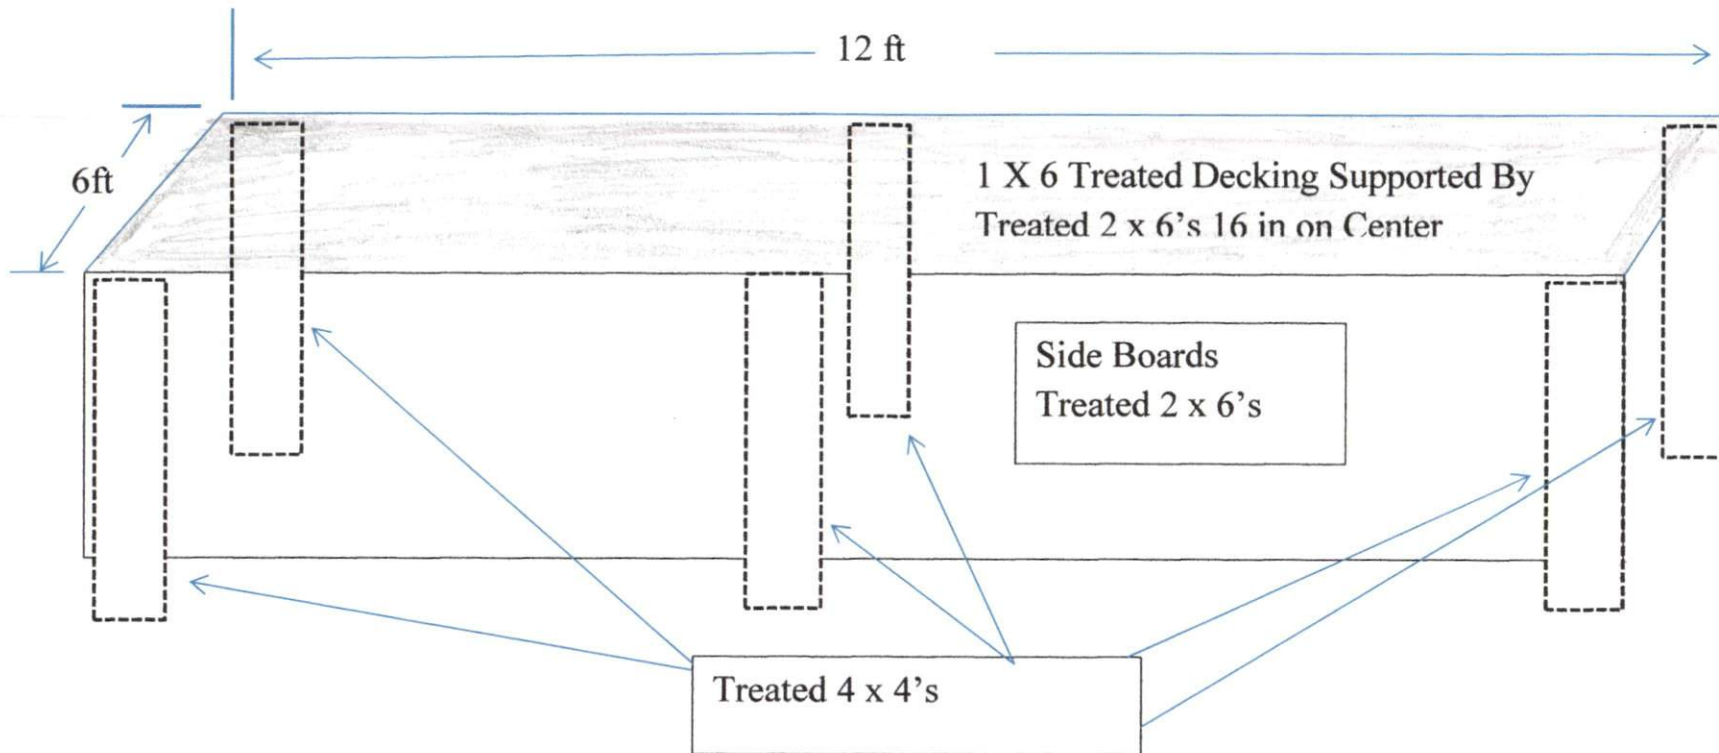 12 ft
6ft
1 X 6 Treated Decking Supported By
Treated 2 x 6’s 16 in on Center
Side Boards
Treated 2 x 6’s
Treated 4 x 4’s